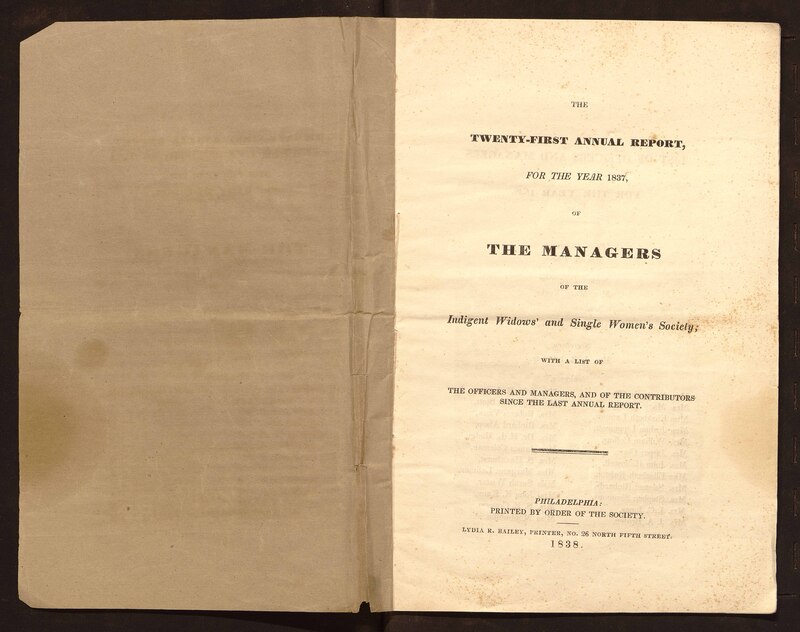 THE
TWENTY-FIRST ANNUAL REPORT,
FOR THE YEAR 1837,
OF
THE MANAGERS
OF THE
Indigent Widows' and Single Women's Society;
WITH A LIST OF
THE OFFICERS AND MANAGERS, AND OF THE CONTRIBUTORS
SINCE THE LAST ANNUAL REPORT.
PHILADELPHIA:
PRINTED BY ORDER OF THE SOCIETY.
LYDIA R. BAILEY, PRINTER, NO. 26 NORTH FIFTH STREET.
1838.